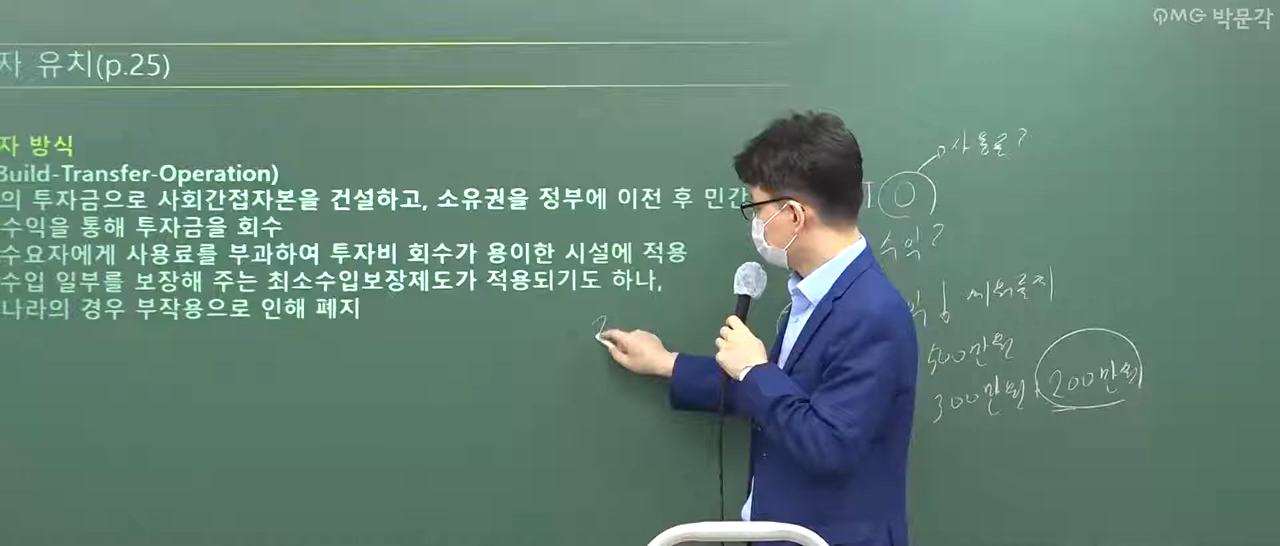 QMG 박문각
자 유치(p.25)
자 방식
Build-Transfer-Operation)
의 투자금으로 사회간접자본을 건설하고, 소유권을 정부에 이전 후 민간
수익을 통해 투자금을 회수
수요자에게 사용료를 부과하여 투자비 회수가 용이한 시설에 적용
수입 일부를 보장해 주는 최소수입보장제도가 적용되기도 하나,
나라의 경우 부작용으로 인해 폐지
사용료?
T O
수익?
500만원
300만원
200만원